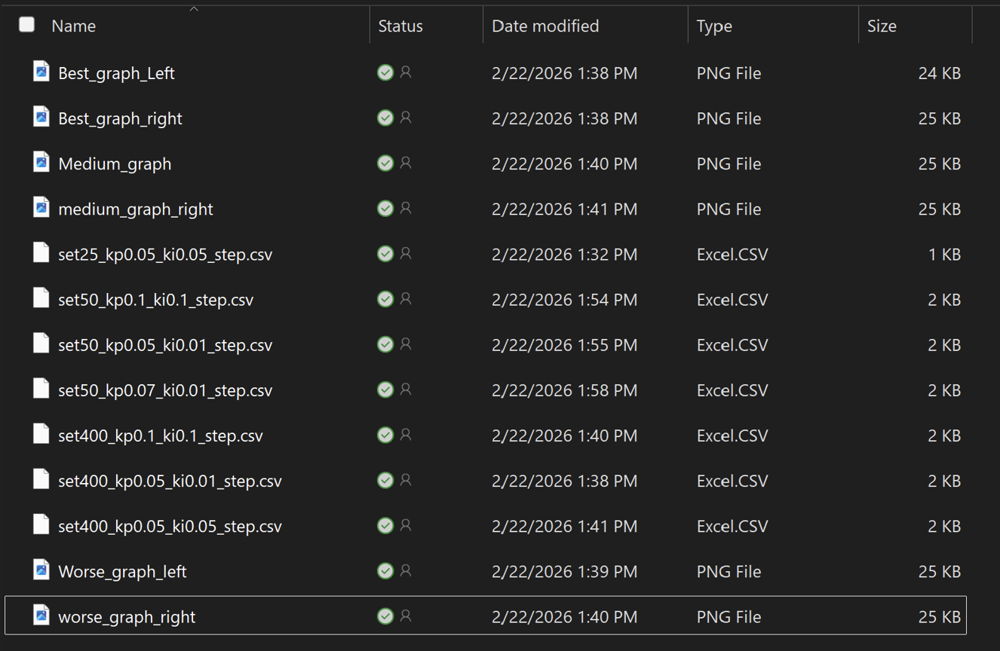 Name Status Date modified Type Size
Best_graph_Left 2/22/2026 1:38 PM PNG File 24 KB
Best_graph_right 2/22/2026 1:38 PM PNG File 25 KB
Medium_graph 2/22/2026 1:40 PM PNG File 25 KB
medium_graph_right 2/22/2026 1:41 PM PNG File 25 KB
set25_kp0.05_ki0.05_step.csv 2/22/2026 1:32 PM Excel.CSV 1 KB
set50_kp0.1_ki0.1_step.csv 2/22/2026 1:54 PM Excel.CSV 2 KB
set50_kp0.05_ki0.01_step.csv 2/22/2026 1:55 PM Excel.CSV 2 KB
set50_kp0.07_ki0.01_step.csv 2/22/2026 1:58 PM Excel.CSV 2 KB
set400_kp0.1_ki0.1_step.csv 2/22/2026 1:40 PM Excel.CSV 2 KB
set400_kp0.05_ki0.01_step.csv 2/22/2026 1:38 PM Excel.CSV 2 KB
set400_kp0.05_ki0.05_step.csv 2/22/2026 1:41 PM Excel.CSV 2 KB
Worse_graph_left 2/22/2026 1:39 PM PNG File 25 KB
worse_graph_right 2/22/2026 1:40 PM PNG File 25 KB